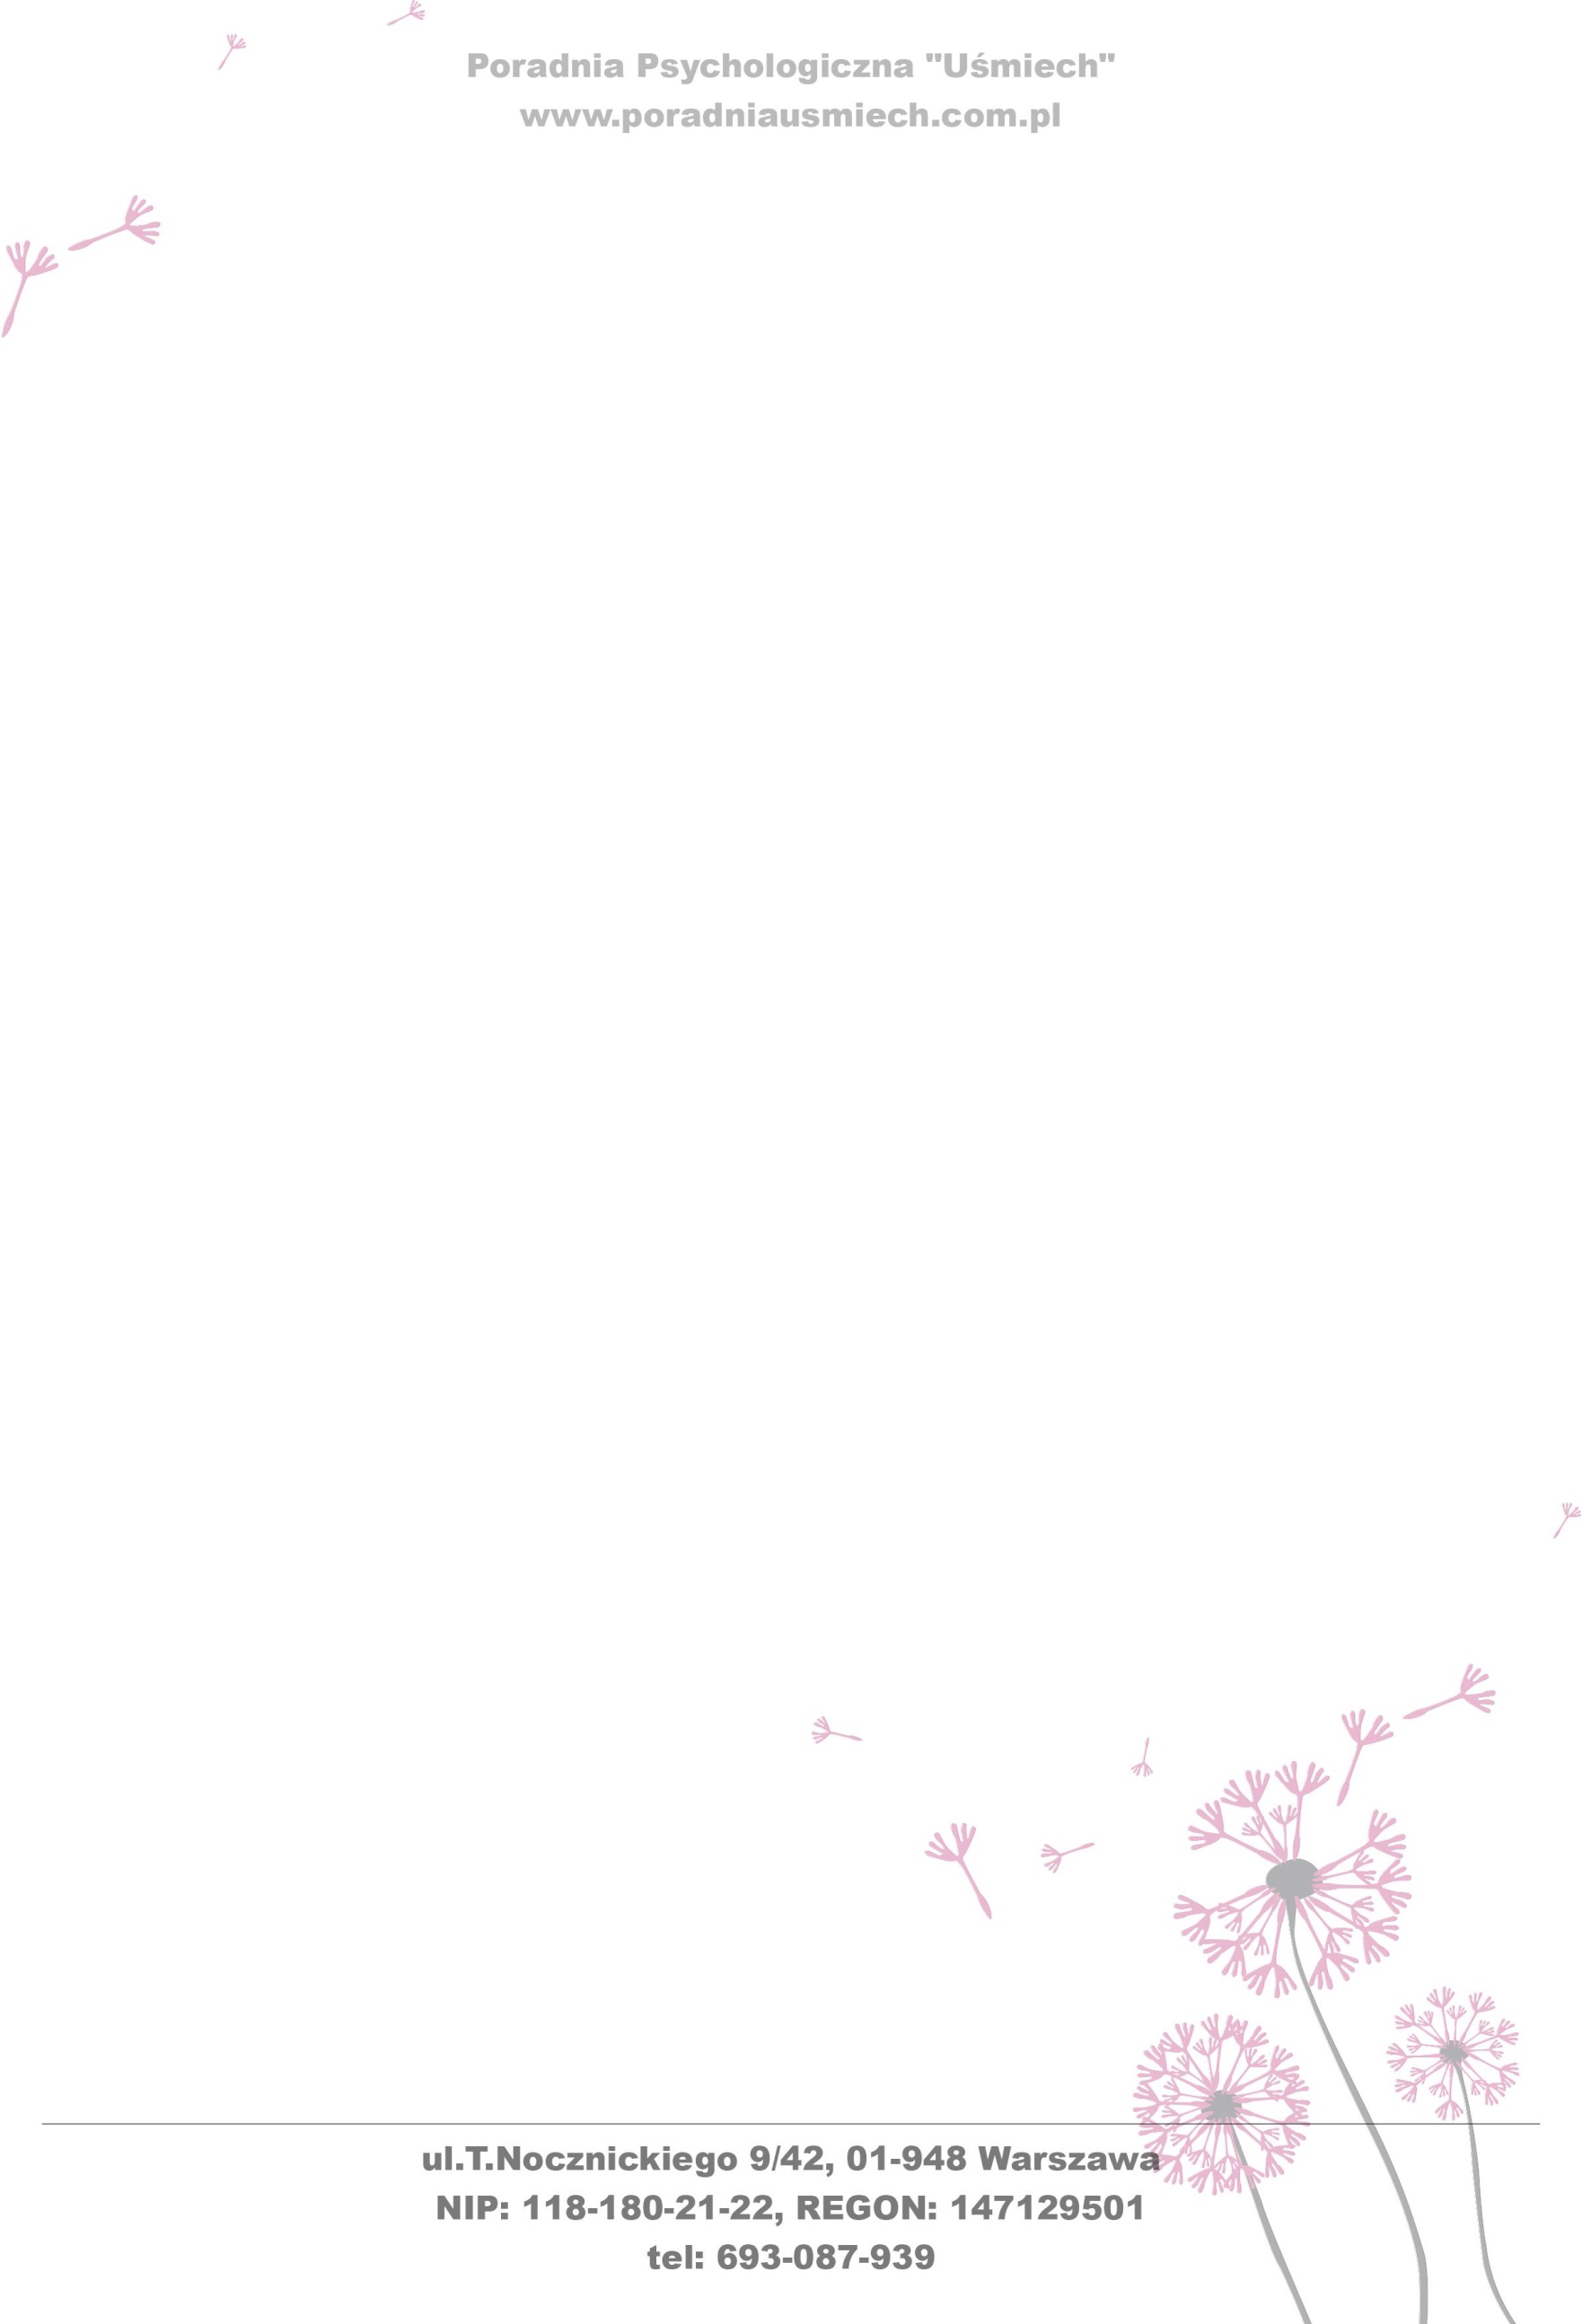 Poradnia Psychologiczna "Uśmiech"
www.poradniausmiech.com.pl
ul.T.Nocznickiego 9/42, 01-948 Warszawa
NIP: 118-180-21-22, REGON: 147129501
tel: 693-087-939